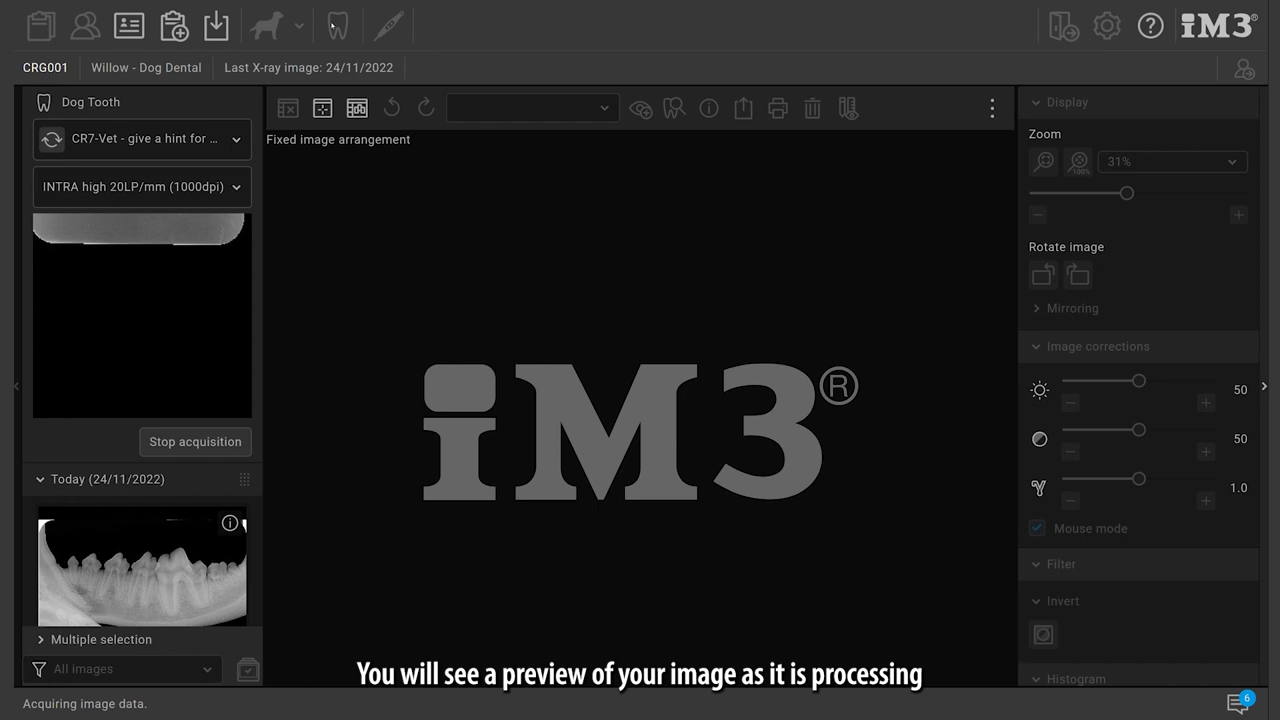 iM3®
CRG001
Willow - Dog Dental
Last X-ray image: 24/11/2022
Dog Tooth
CR7-Vet - give a hint for ...
INTRA high 20LP/mm (1000dpi)
Stop acquisition
Today (24/11/2022)
Multiple selection
All images
Fixed image arrangement
iM3®
Display
Zoom
100%
31%
Rotate image
Mirroring
Image corrections
50
50
1.0
Mouse mode
Filter
Invert
Histogram
You will see a preview of your image as it is processing
Acquiring image data.
6